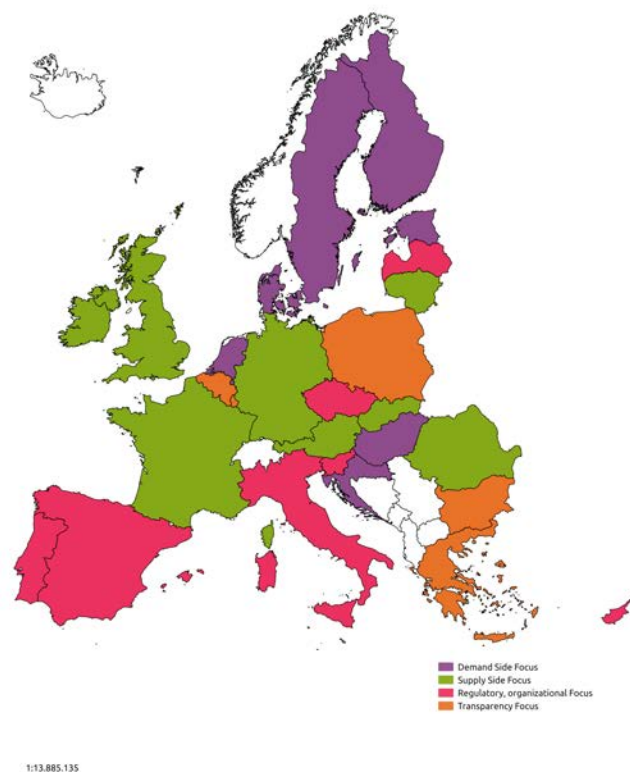 Demand Side Focus
Supply Side Focus
Regulatory, organizational Focus
Transparency Focus
1:13.885.135